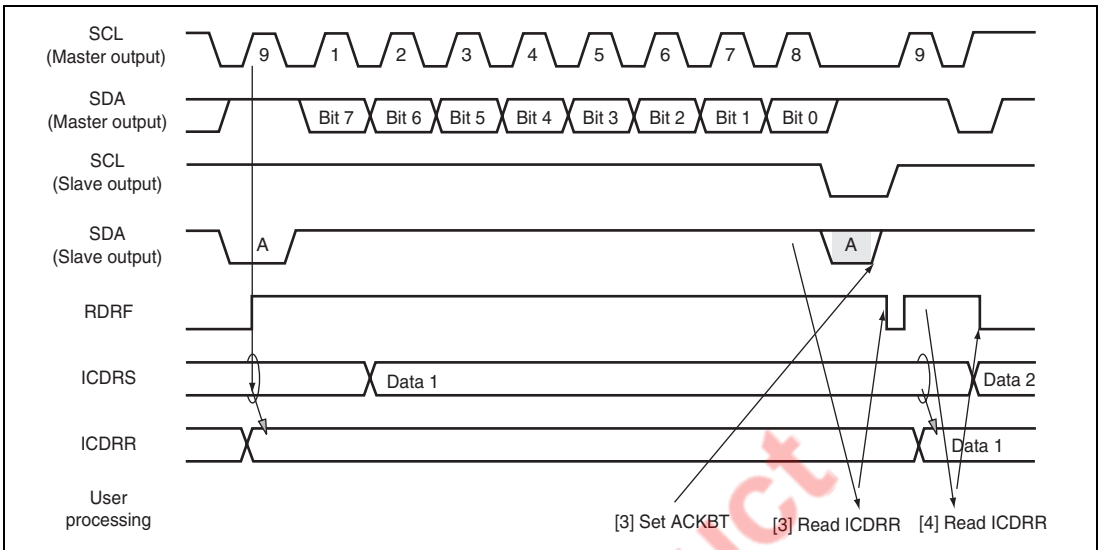 SCL
(Master output)
9 1 2 3 4 5 6 7 8 9
SDA
(Master output)
Bit 7 Bit 6 Bit 5 Bit 4 Bit 3 Bit 2 Bit 1 Bit 0
SCL
(Slave output)
SDA
(Slave output)
A A
RDRF
ICDRS
Data 1 Data 2
ICDRR
Data 1
User
processing
[3] Set ACKBT [3] Read ICDRR [4] Read ICDRR
uct